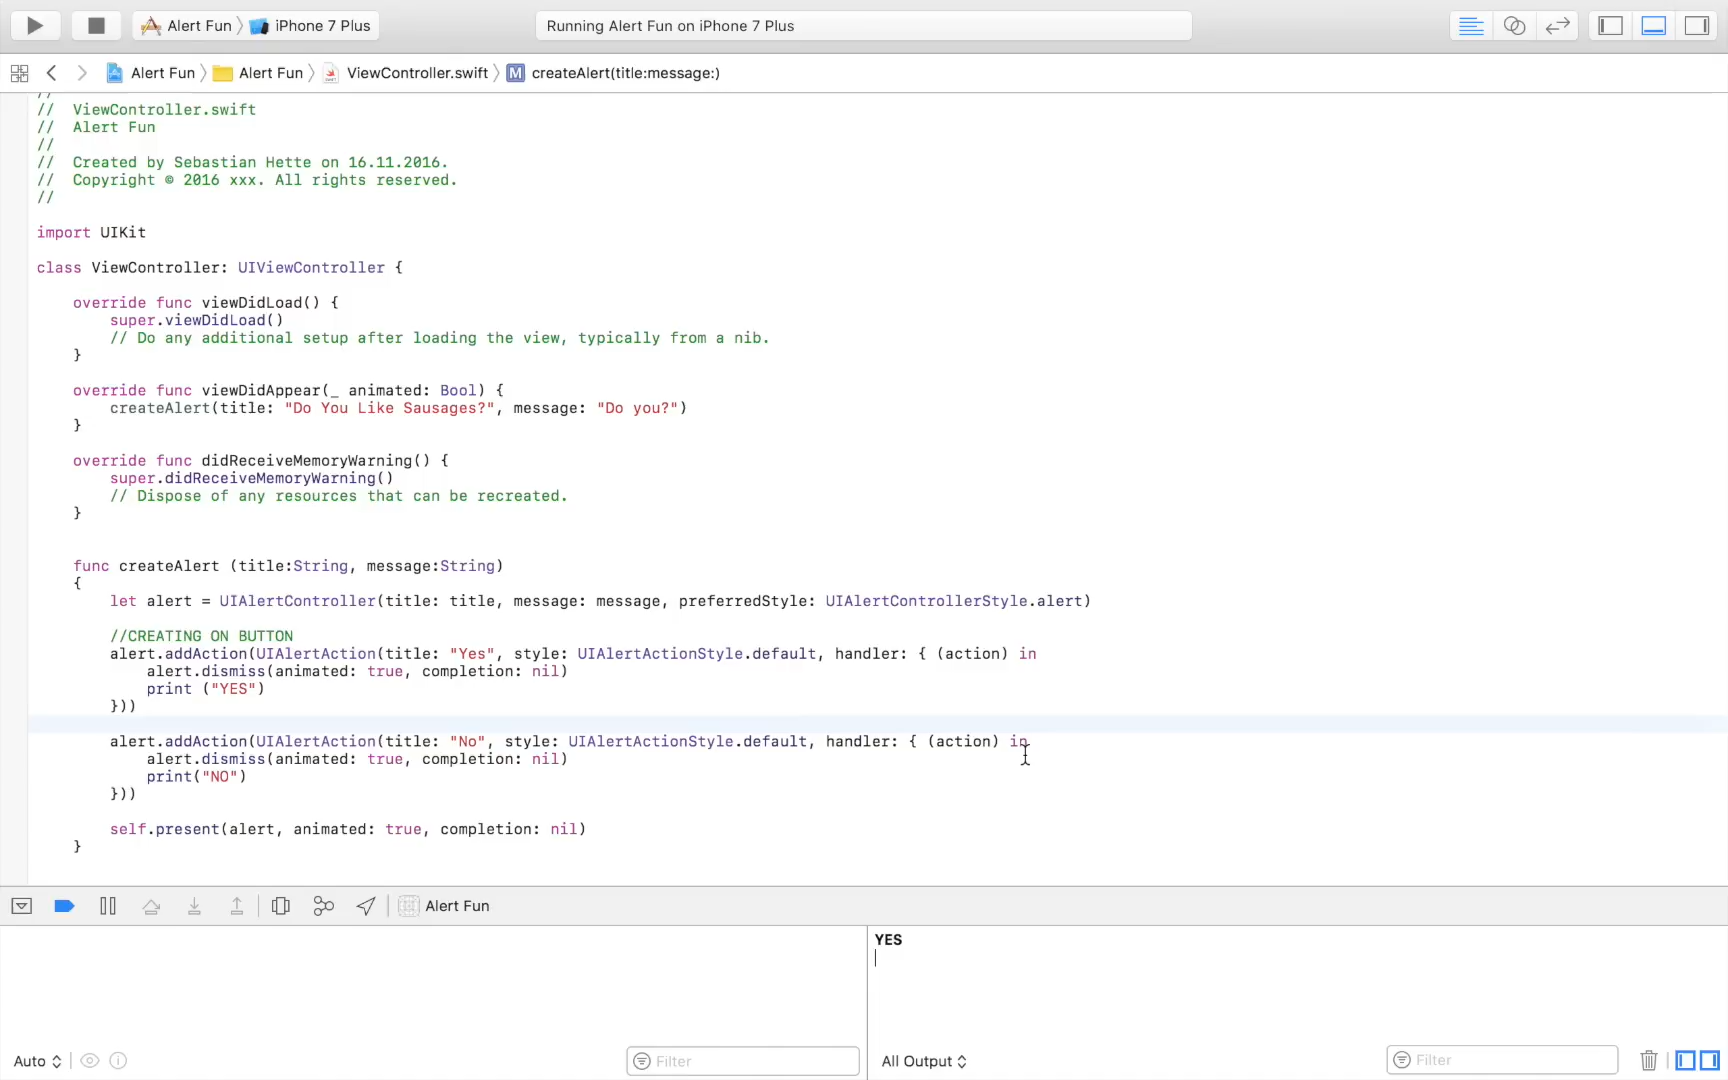 Alert Fun iPhone 7 Plus Running Alert Fun on iPhone 7 Plus
Alert Fun Alert Fun ViewController.swift M createAlert(title:message:)
//
//  ViewController.swift
//  Alert Fun
//
//  Created by Sebastian Hette on 16.11.2016.
//  Copyright © 2016 xxx. All rights reserved.
//
import UIKit
class ViewController: UIViewController {
override func viewDidLoad() {
super.viewDidLoad()
// Do any additional setup after loading the view, typically from a nib.
}
override func viewDidAppear(_ animated: Bool) {
createAlert(title: "Do You Like Sausages?", message: "Do you?")
}
override func didReceiveMemoryWarning() {
super.didReceiveMemoryWarning()
// Dispose of any resources that can be recreated.
}
func createAlert (title:String, message:String)
{
let alert = UIAlertController(title: title, message: message, preferredStyle: UIAlertControllerStyle.alert)
//CREATING ON BUTTON
alert.addAction(UIAlertAction(title: "Yes", style: UIAlertActionStyle.default, handler: { (action) in
alert.dismiss(animated: true, completion: nil)
print ("YES")
}))
alert.addAction(UIAlertAction(title: "No", style: UIAlertActionStyle.default, handler: { (action) in
alert.dismiss(animated: true, completion: nil)
print("NO")
}))
self.present(alert, animated: true, completion: nil)
}
Alert Fun
YES
Auto Filter All Output Filter